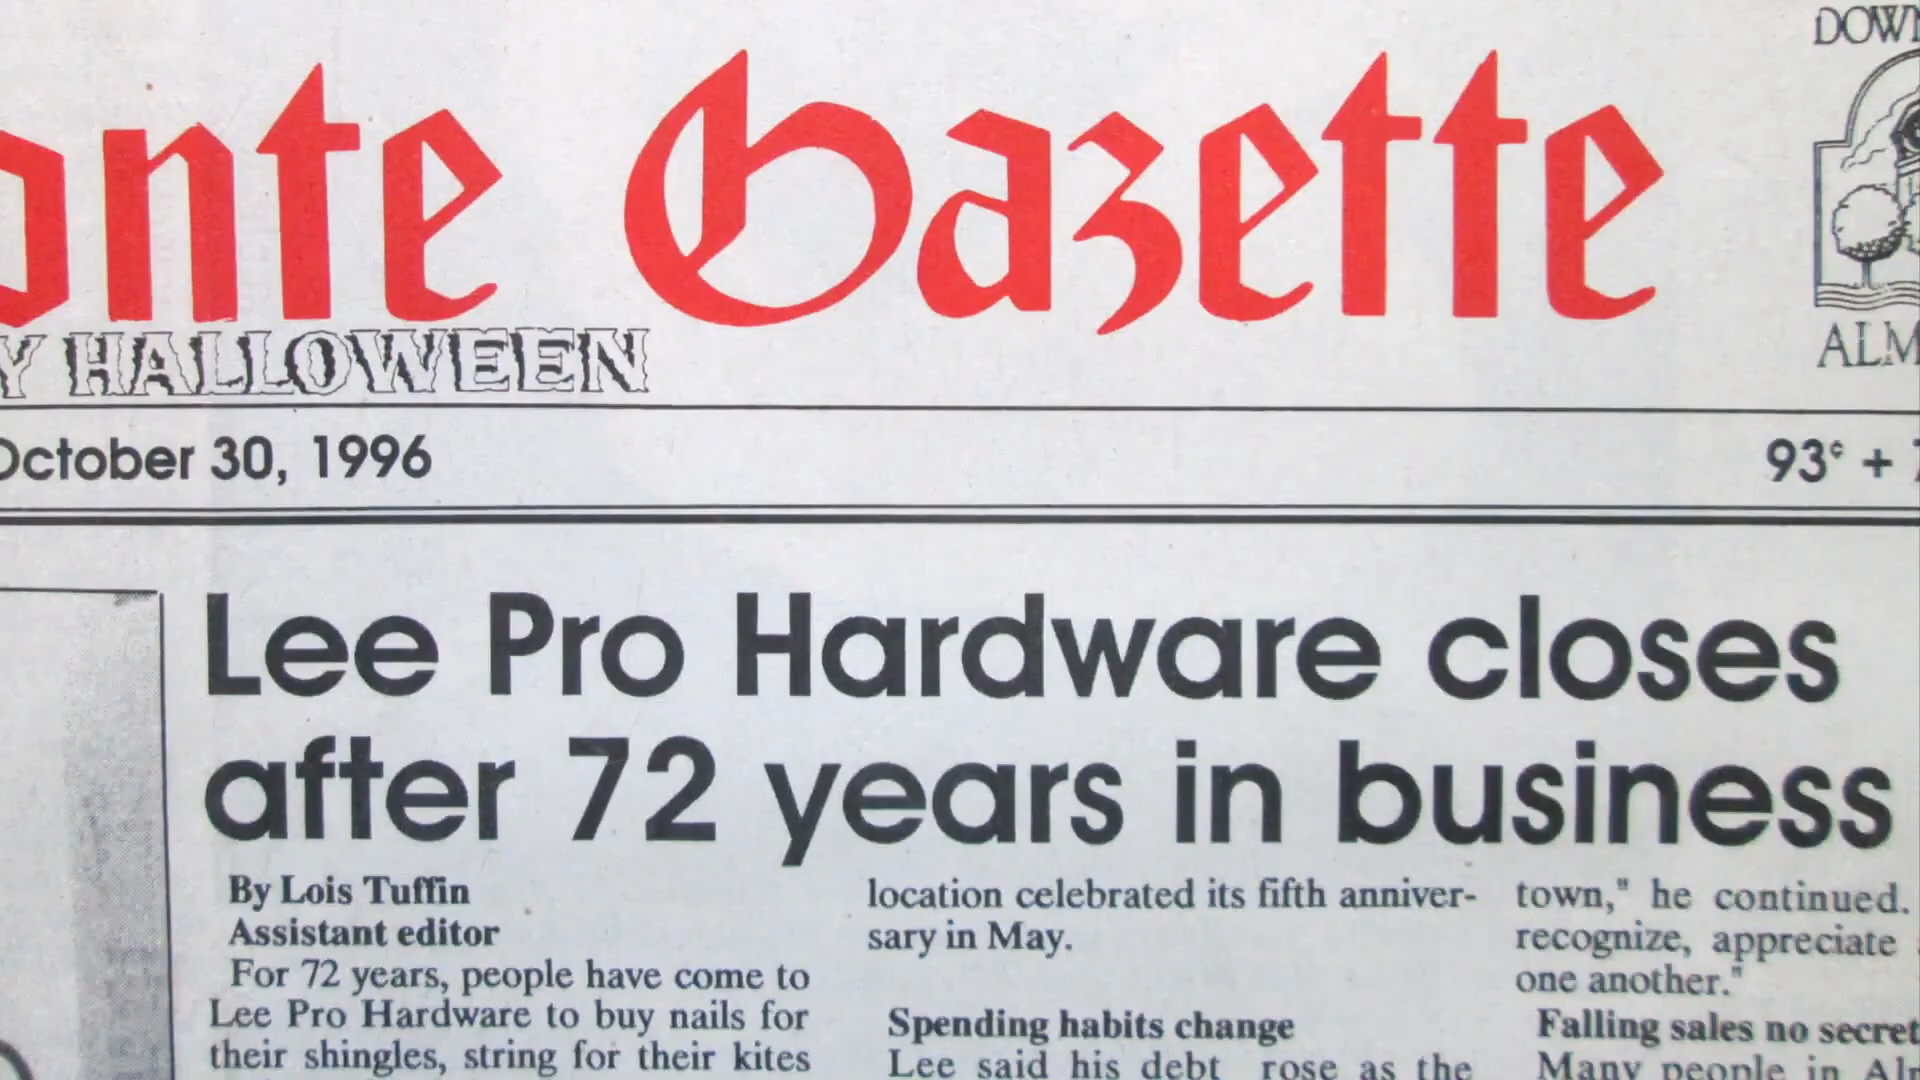 onte Gazette
DOWN
Y HALLOWEEN
ALM
October 30, 1996
93¢ + 7
Lee Pro Hardware closes
after 72 years in business
By Lois Tuffin
Assistant editor
For 72 years, people have come to
Lee Pro Hardware to buy nails for
their shingles, string for their kites
location celebrated its fifth anniver-
sary in May.
Spending habits change
Lee said his debt rose as the
town," he continued.
recognize, appreciate
one another."
Falling sales no secret
Many people in Alm